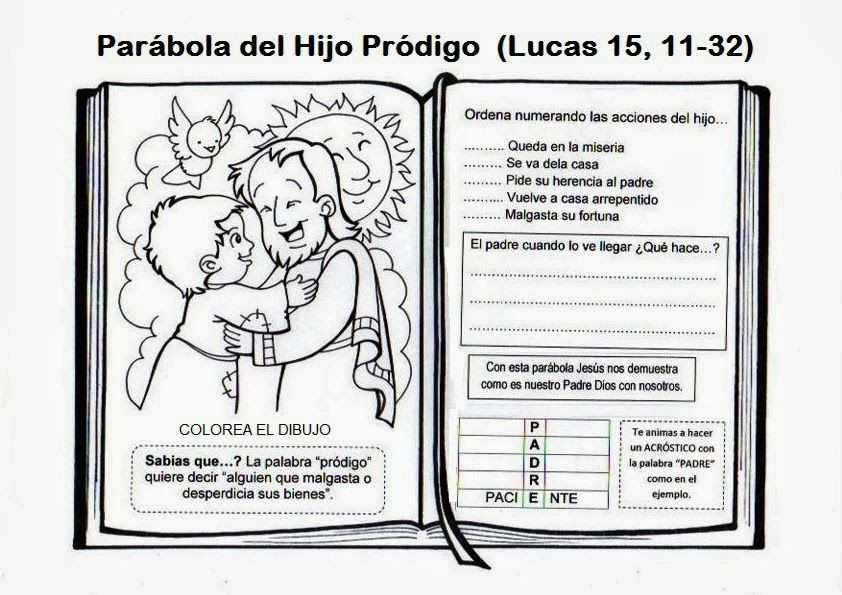 Parábola del Hijo Pródigo (Lucas 15, 11-32)
COLOREA EL DIBUJO
Sabias que...? La palabra "pródigo"
quiere decir "alguien que malgasta o
desperdicia sus bienes".
Ordena numerando las acciones del hijo...
.......... Queda en la miseria
.......... Se va dela casa
.......... Pide su herencia al padre
.......... Vuelve a casa arrepentido
.......... Malgasta su fortuna
El padre cuando lo ve llegar ¿Qué hace...?
Con esta parábola Jesús nos demuestra
como es nuestro Padre Dios con nosotros.
P
A
D
R
PACI E NTE
Te animas a hacer
un ACRÓSTICO con
la palabra "PADRE"
como en el
ejemplo.